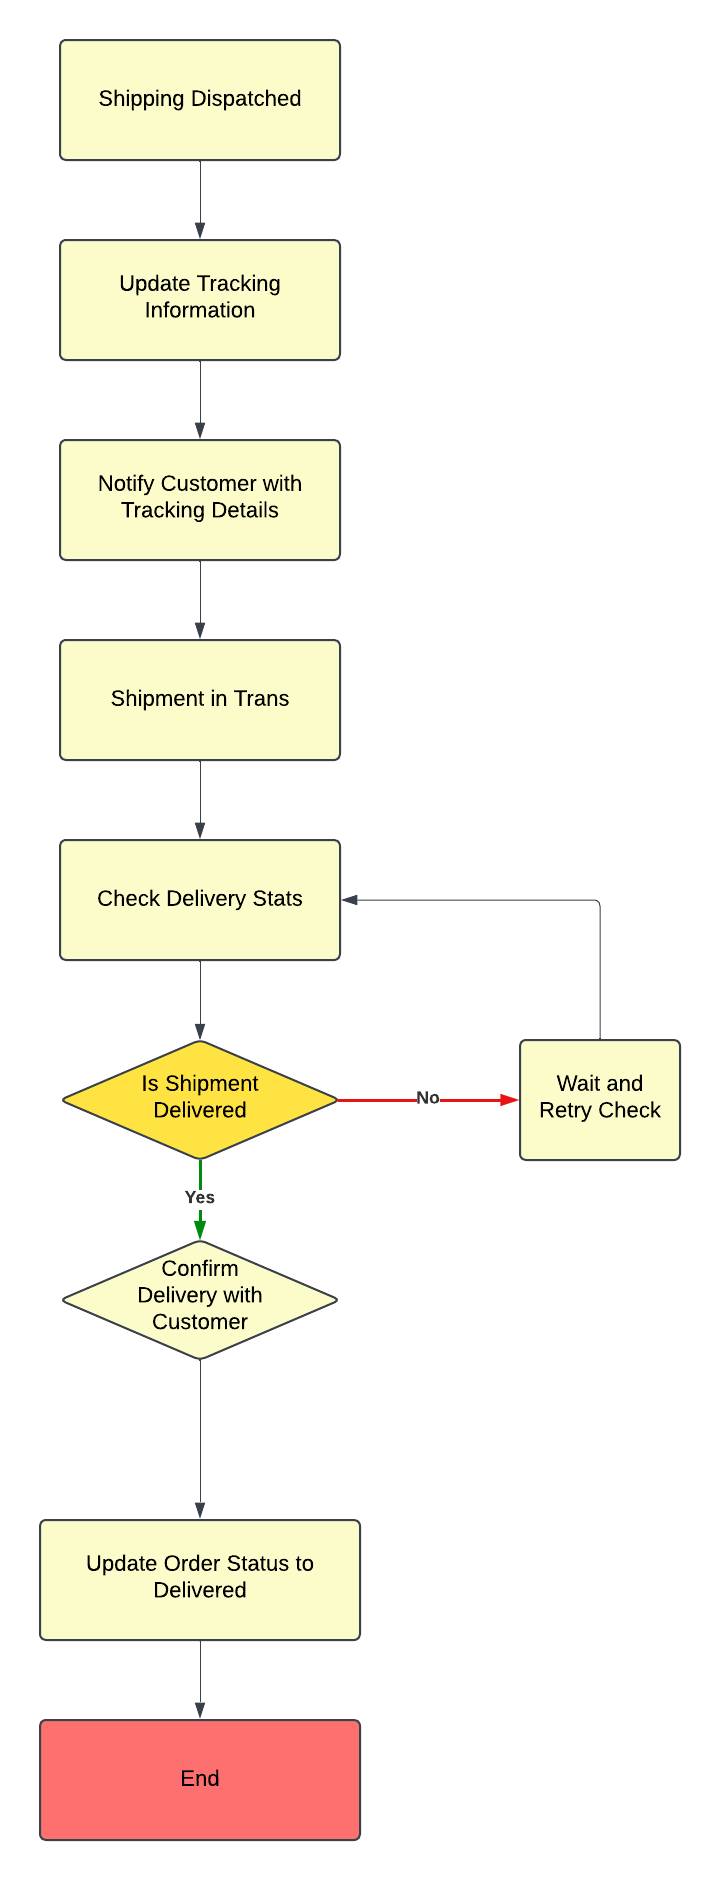 Shipping Dispatched
Update Tracking
Information
Notify Customer with
Tracking Details
Shipment in Trans
Check Delivery Stats
Is Shipment
Delivered
No
Wait and
Retry Check
Yes
Confirm
Delivery with
Customer
Update Order Status to
Delivered
End